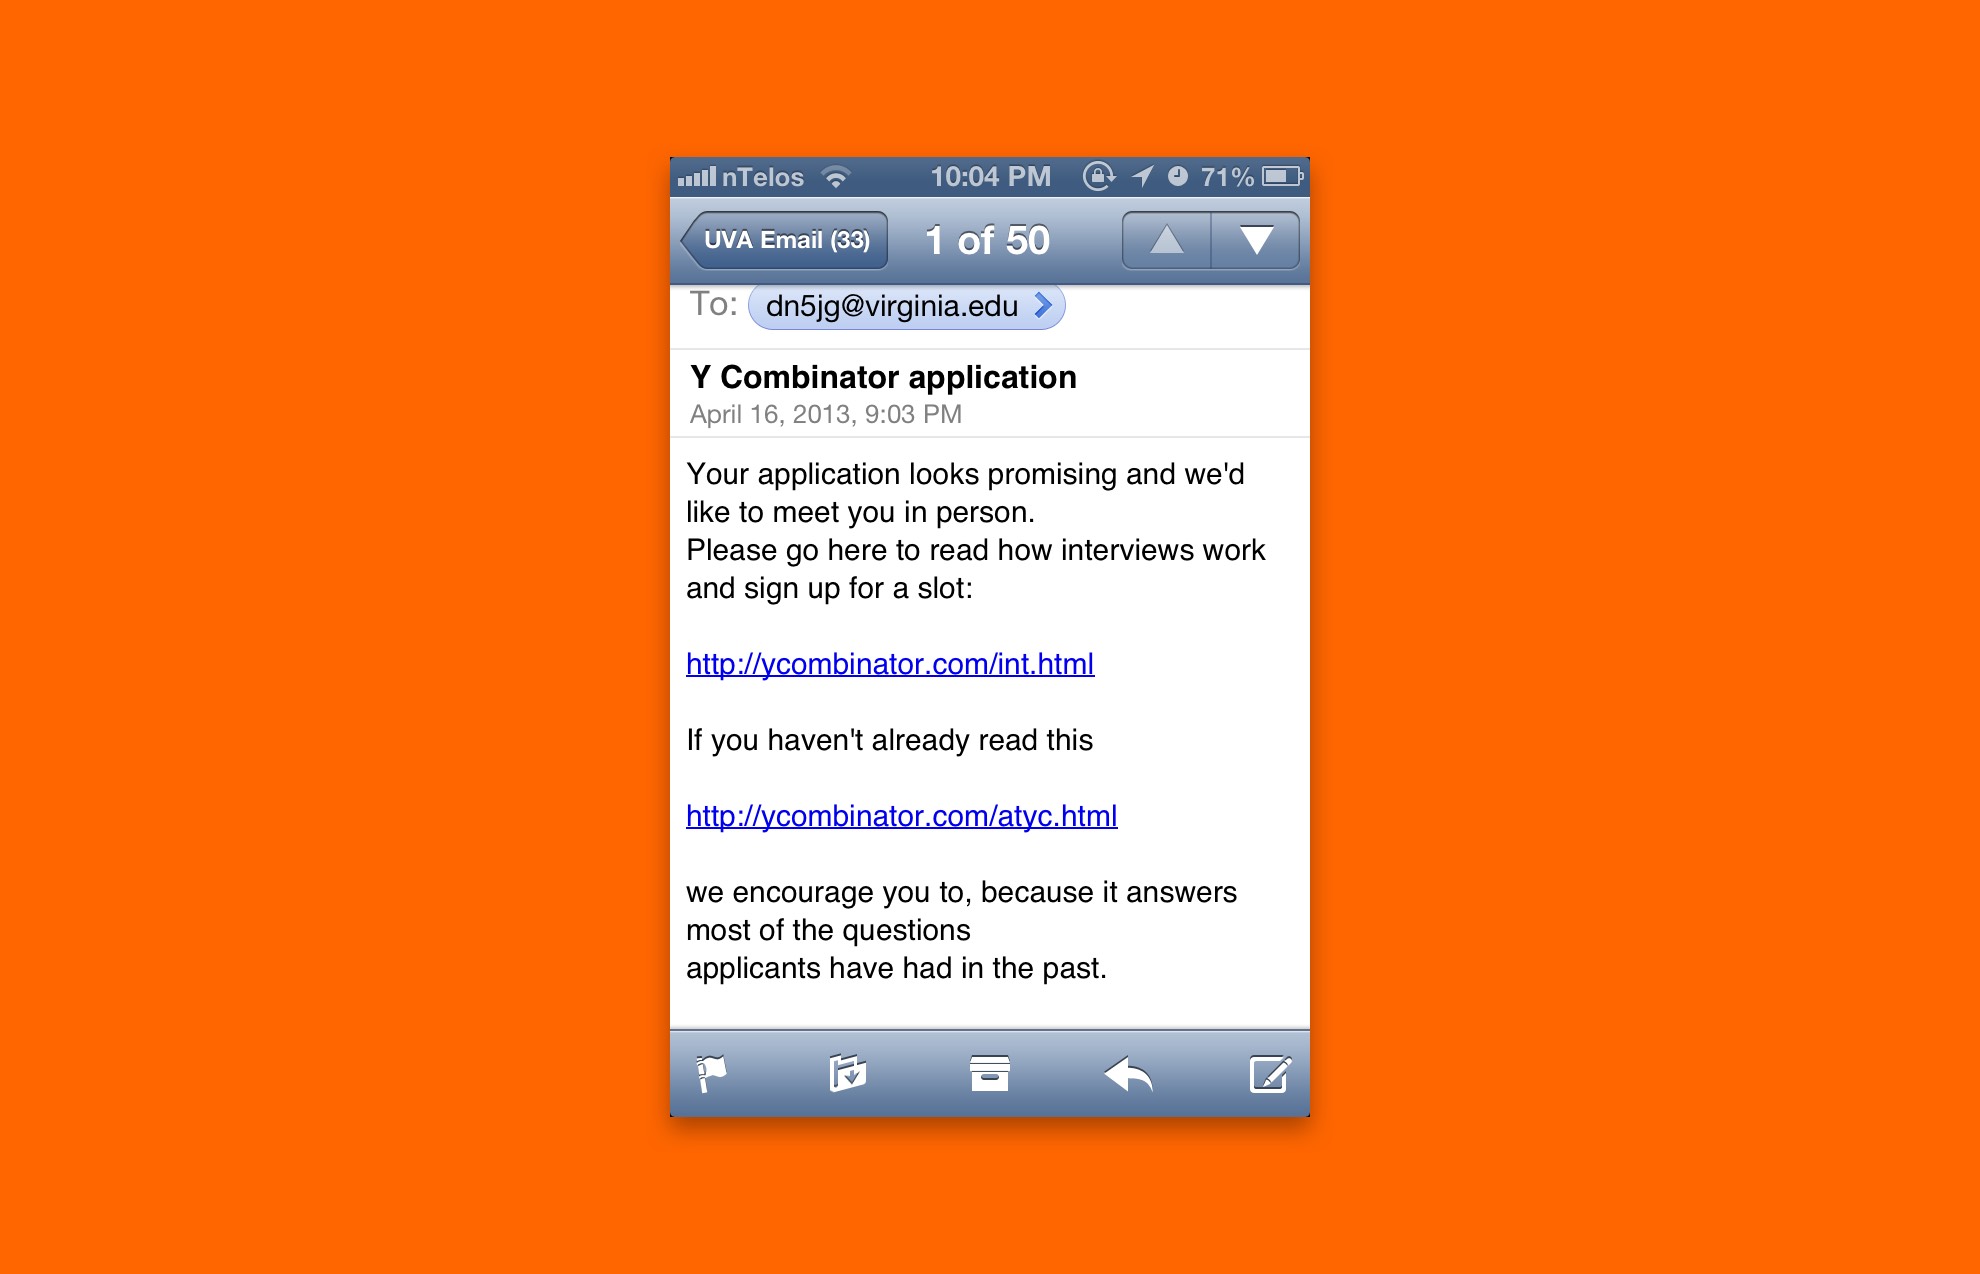 nTelos 10:04 PM 71%
UVA Email (33) 1 of 50
To: dn5jg@virginia.edu
Y Combinator application
April 16, 2013, 9:03 PM
Your application looks promising and we'd
like to meet you in person.
Please go here to read how interviews work
and sign up for a slot:
http://ycombinator.com/int.html
If you haven't already read this
http://ycombinator.com/atyc.html
we encourage you to, because it answers
most of the questions
applicants have had in the past.